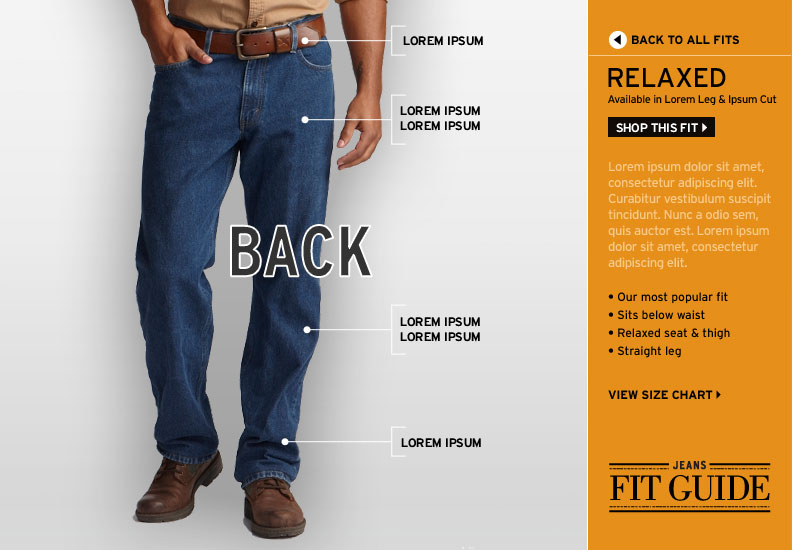 LOREM IPSUM
LOREM IPSUM
LOREM IPSUM
BACK
LOREM IPSUM
LOREM IPSUM
LOREM IPSUM
BACK TO ALL FITS
RELAXED
Available in Lorem Leg & Ipsum Cut
SHOP THIS FIT
Lorem ipsum dolor sit amet,
consectetur adipiscing elit.
Curabitur vestibulum suscipit
tincidunt. Nunc a odio sem,
quis auctor est. Lorem ipsum
dolor sit amet, consectetur
adipiscing elit.
• Our most popular fit
• Sits below waist
• Relaxed seat & thigh
• Straight leg
VIEW SIZE CHART
JEANS
FIT GUIDE